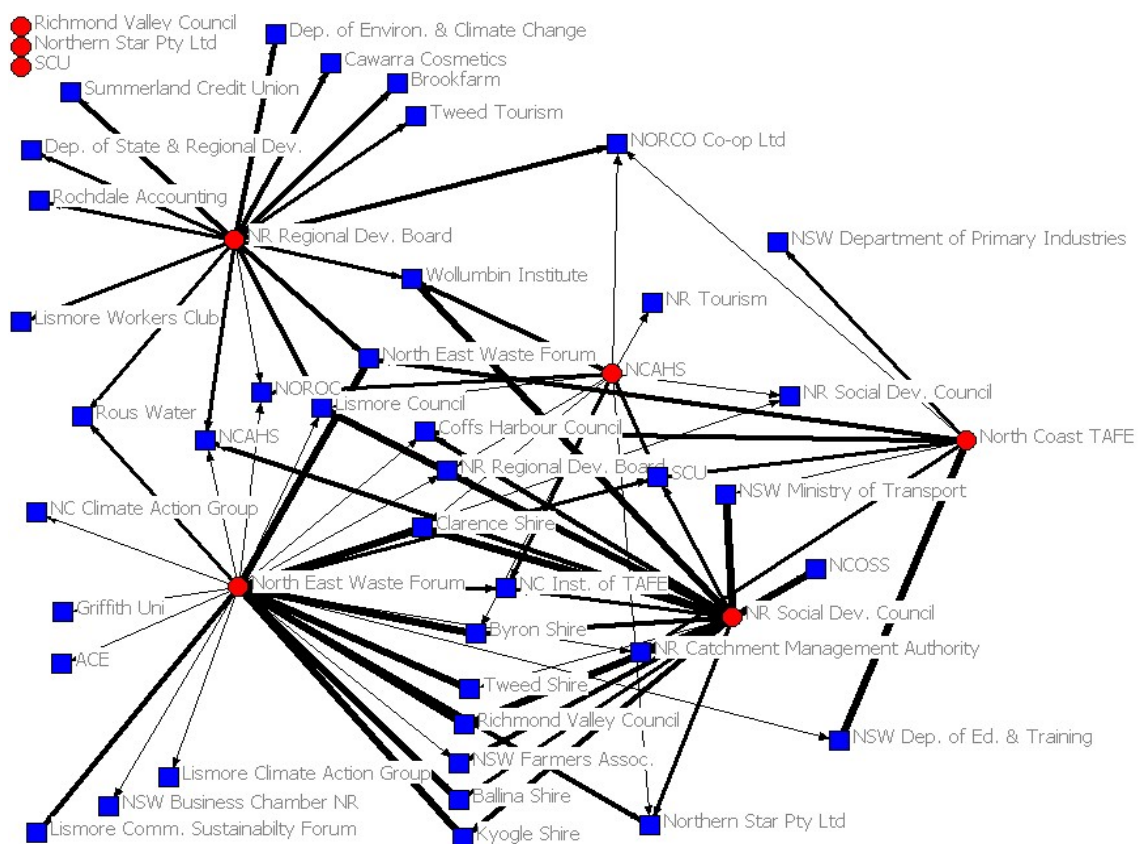 Richmond Valley Council
Northern Star Pty Ltd
SCU
Dep. of Environ. & Climate Change
Cawarra Cosmetics
Summerland Credit Union
Brookfarm
Tweed Tourism
Dep. of State & Regional Dev.
NORCO Co-op Ltd
Rochdale Accounting
NR Regional Dev. Board
NSW Department of Primary Industries
Wollumbin Institute
NR Tourism
Lismore Workers Club
North East Waste Forum
NCAHS
NOROC
NR Social Dev. Council
Lismore Council
Rous Water
Coffs Harbour Council
NCAHS
North Coast TAFE
NR Regional Dev. Board
SCU
NSW Ministry of Transport
NC Climate Action Group
Clarence Shire
NCOSS
North East Waste Forum
NC Inst. of TAFE
Griffith Uni
NR Social Dev. Council
Byron Shire
NR Catchment Management Authority
ACE
Tweed Shire
Richmond Valley Council
NSW Dep. of Ed. & Training
NSW Farmers Assoc.
Lismore Climate Action Group
Ballina Shire
NSW Business Chamber NR
Northern Star Pty Ltd
Lismore Comm. Sustainabilty Forum
Kyogle Shire